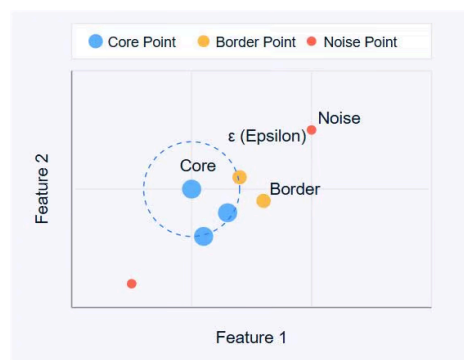 Core Point Border Point Noise Point
Noise
ε (Epsilon)
Core
Border
Feature 2
Feature 1